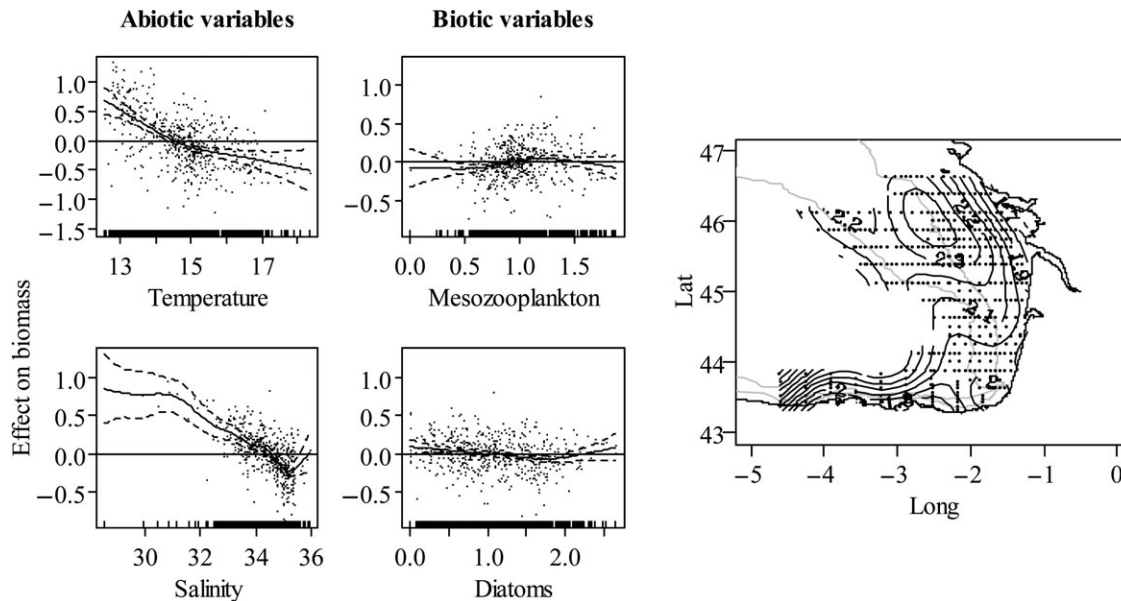 Abiotic variables
Biotic variables
Effect on biomass
1.0
0.5
0.0
−0.5
−1.0
−1.5
13 15 17
Temperature
1.0
0.5
0.0
−0.5
0.0 0.5 1.0 1.5
Mesozooplankton
1.0
0.5
0.0
−0.5
30 32 34 36
Salinity
1.0
0.5
0.0
−0.5
0.0 1.0 2.0
Diatoms
47
46
45
44
43
Lat
−5 −4 −3 −2 −1 0
Long